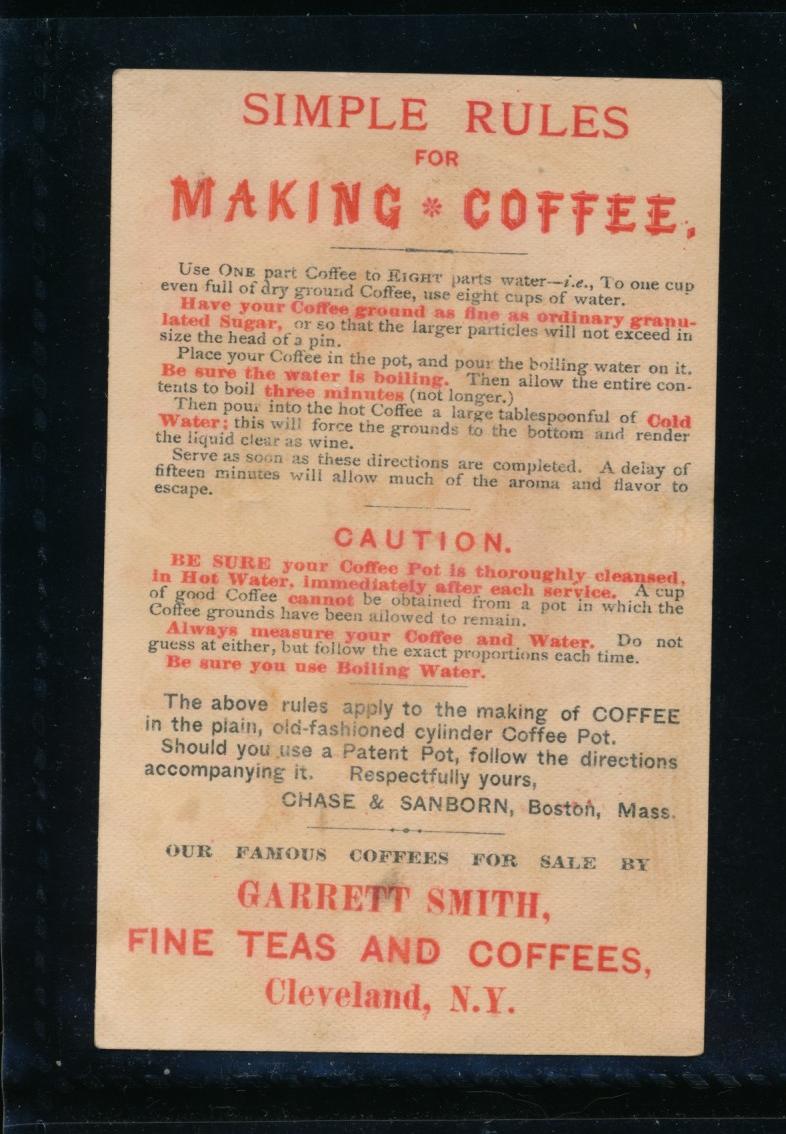 SIMPLE RULES
FOR
MAKING * COFFEE.
Use ONE part Coffee to EIGHT parts water—i.e., To one cup
even full of dry ground Coffee, use eight cups of water.
Have your Coffee ground as fine as ordinary granu-
lated Sugar, or so that the larger particles will not exceed in
size the head of a pin.
Place your Coffee in the pot, and pour the boiling water on it.
Be sure the water is boiling. Then allow the entire con-
tents to boil three minutes (not longer.)
Then pour into the hot Coffee a large tablespoonful of Cold
Water; this will force the grounds to the bottom and render
the liquid clear as wine.
Serve as soon as these directions are completed. A delay of
fifteen minutes will allow much of the aroma and flavor to
escape.
CAUTION.
BE SURE your Coffee Pot is thoroughly cleansed,
in Hot Water, immediately after each service. A cup
of good Coffee cannot be obtained from a pot in which the
Coffee grounds have been allowed to remain.
Always measure your Coffee and Water. Do not
guess at either, but follow the exact proportions each time.
Be sure you use Boiling Water.
The above rules apply to the making of COFFEE
in the plain, old-fashioned cylinder Coffee Pot.
Should you use a Patent Pot, follow the directions
accompanying it. Respectfully yours,
CHASE & SANBORN, Boston, Mass.
OUR FAMOUS COFFEES FOR SALE BY
GARRETT SMITH,
FINE TEAS AND COFFEES,
Cleveland, N.Y.